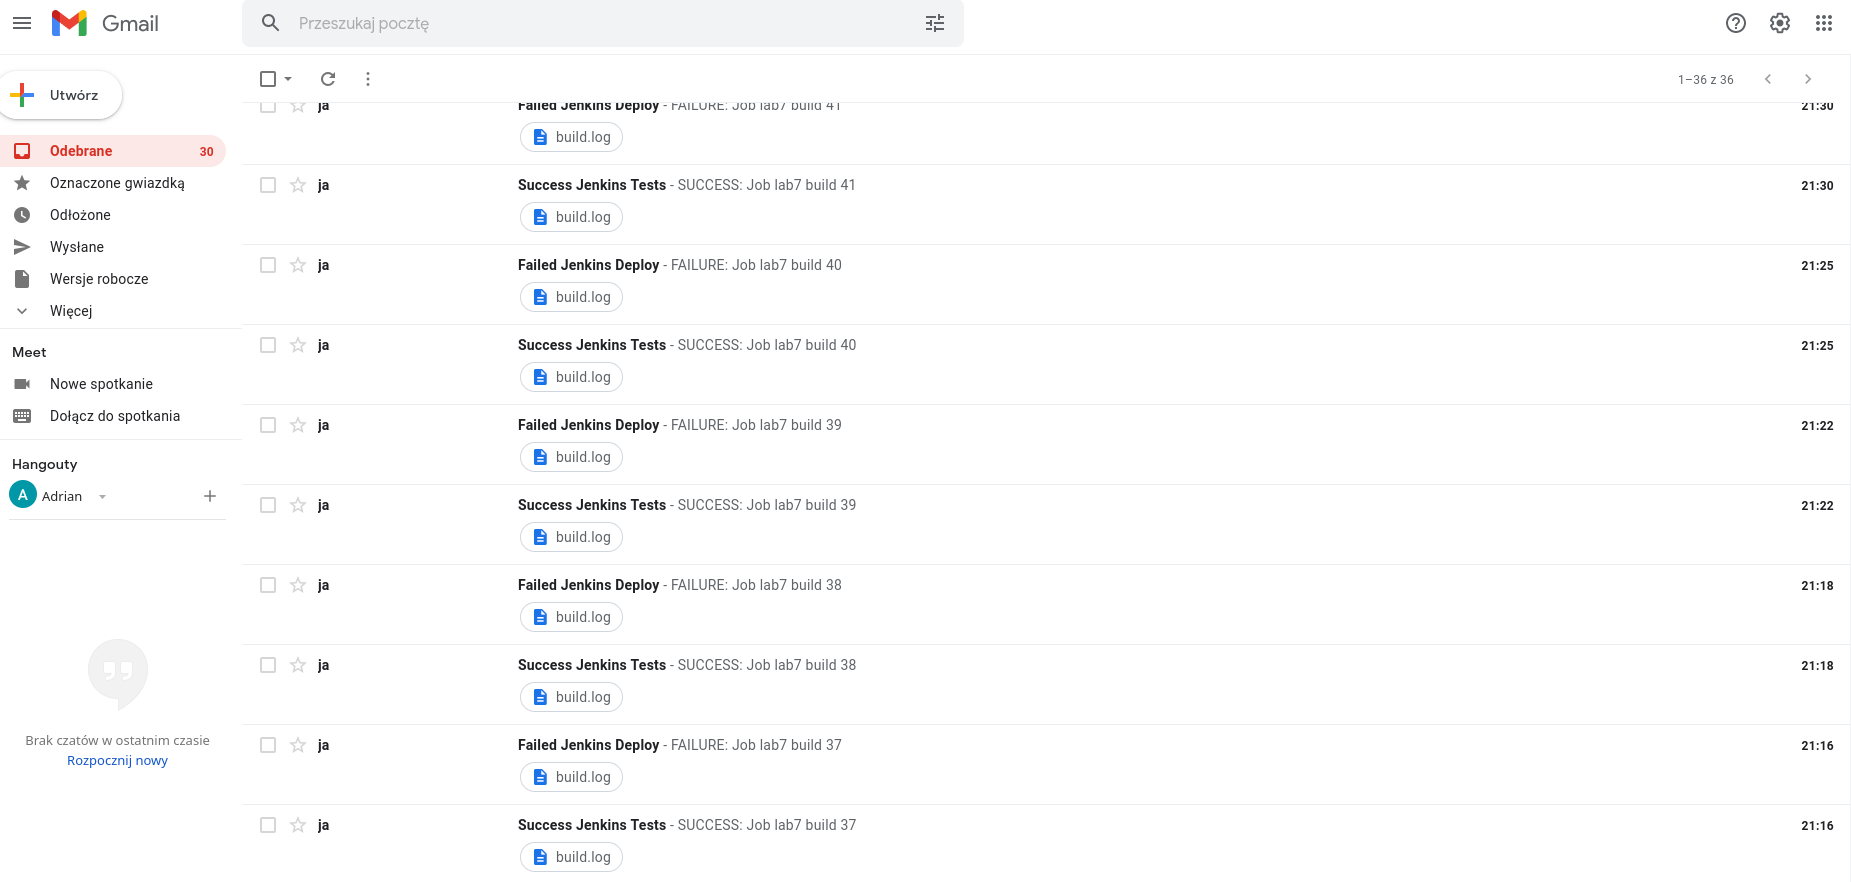 Gmail
Przeszukaj pocztę
Utwórz
1–36 z 36
Odebrane 30
Oznaczone gwiazdką
Odłożone
Wysłane
Wersje robocze
Więcej
Meet
Nowe spotkanie
Dołącz do spotkania
Hangouty
A Adrian
Brak czatów w ostatnim czasie
Rozpocznij nowy
ja Failed Jenkins Deploy - FAILURE: Job lab7 build 41 21:30
build.log
ja Success Jenkins Tests - SUCCESS: Job lab7 build 41 21:30
build.log
ja Failed Jenkins Deploy - FAILURE: Job lab7 build 40 21:25
build.log
ja Success Jenkins Tests - SUCCESS: Job lab7 build 40 21:25
build.log
ja Failed Jenkins Deploy - FAILURE: Job lab7 build 39 21:22
build.log
ja Success Jenkins Tests - SUCCESS: Job lab7 build 39 21:22
build.log
ja Failed Jenkins Deploy - FAILURE: Job lab7 build 38 21:18
build.log
ja Success Jenkins Tests - SUCCESS: Job lab7 build 38 21:18
build.log
ja Failed Jenkins Deploy - FAILURE: Job lab7 build 37 21:16
build.log
ja Success Jenkins Tests - SUCCESS: Job lab7 build 37 21:16
build.log